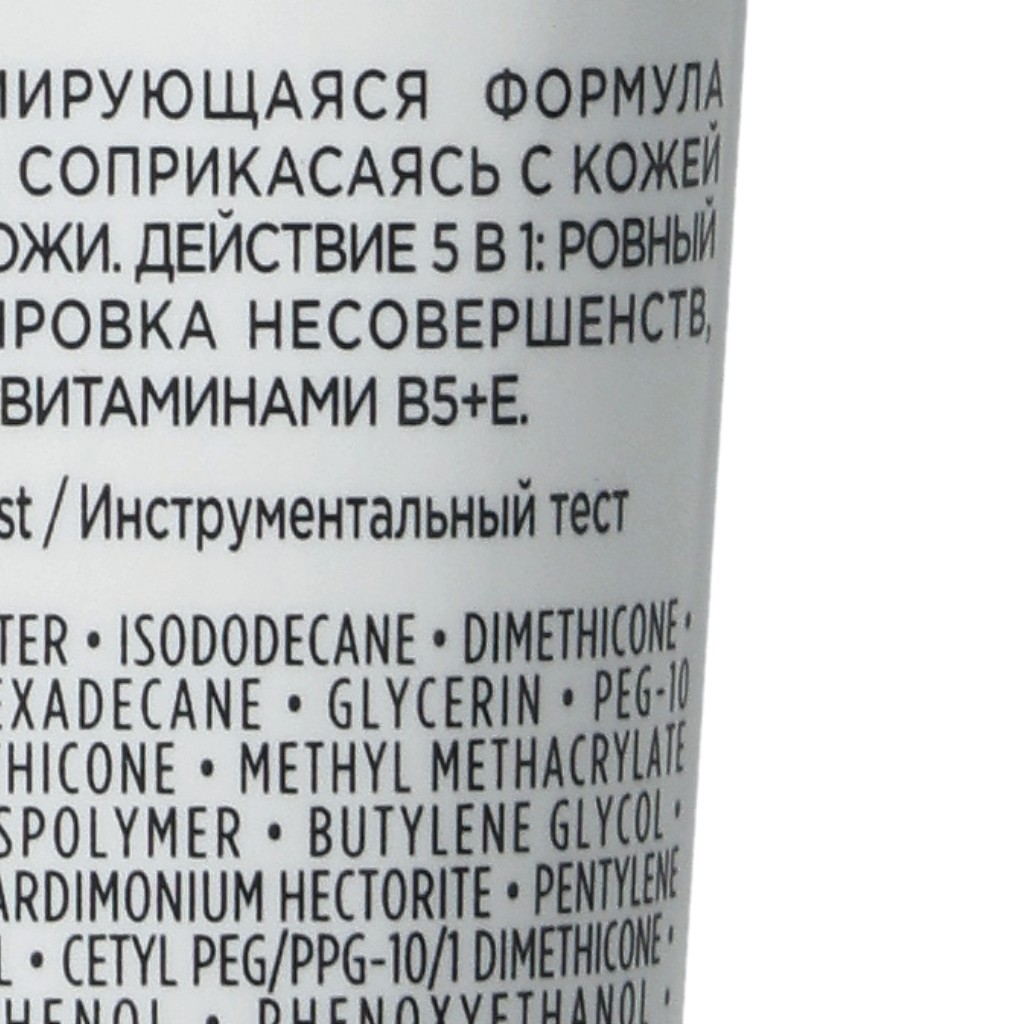 МИРУЮЩАЯСЯ ФОРМУЛА
СОПРИКАСАЯСЬ С КОЖЕЙ
ОЖИ. ДЕЙСТВИЕ 5 В 1: РОВНЫЙ
ИРОВКА НЕСОВЕРШЕНСТВ,
ВИТАМИНАМИ B5+E.
st / Инструментальный тест
TER • ISODODECANE • DIMETHICONE •
EXADECANE • GLYCERIN • PEG-10
THICONE • METHYL METHACRYLATE
SPOLYMER • BUTYLENE GLYCOL •
ARDIMONIUM HECTORITE • PENTYLENE
L • CETYL PEG/PPG-10/1 DIMETHICONE •
HENOL • PHENOXYETHANOL •